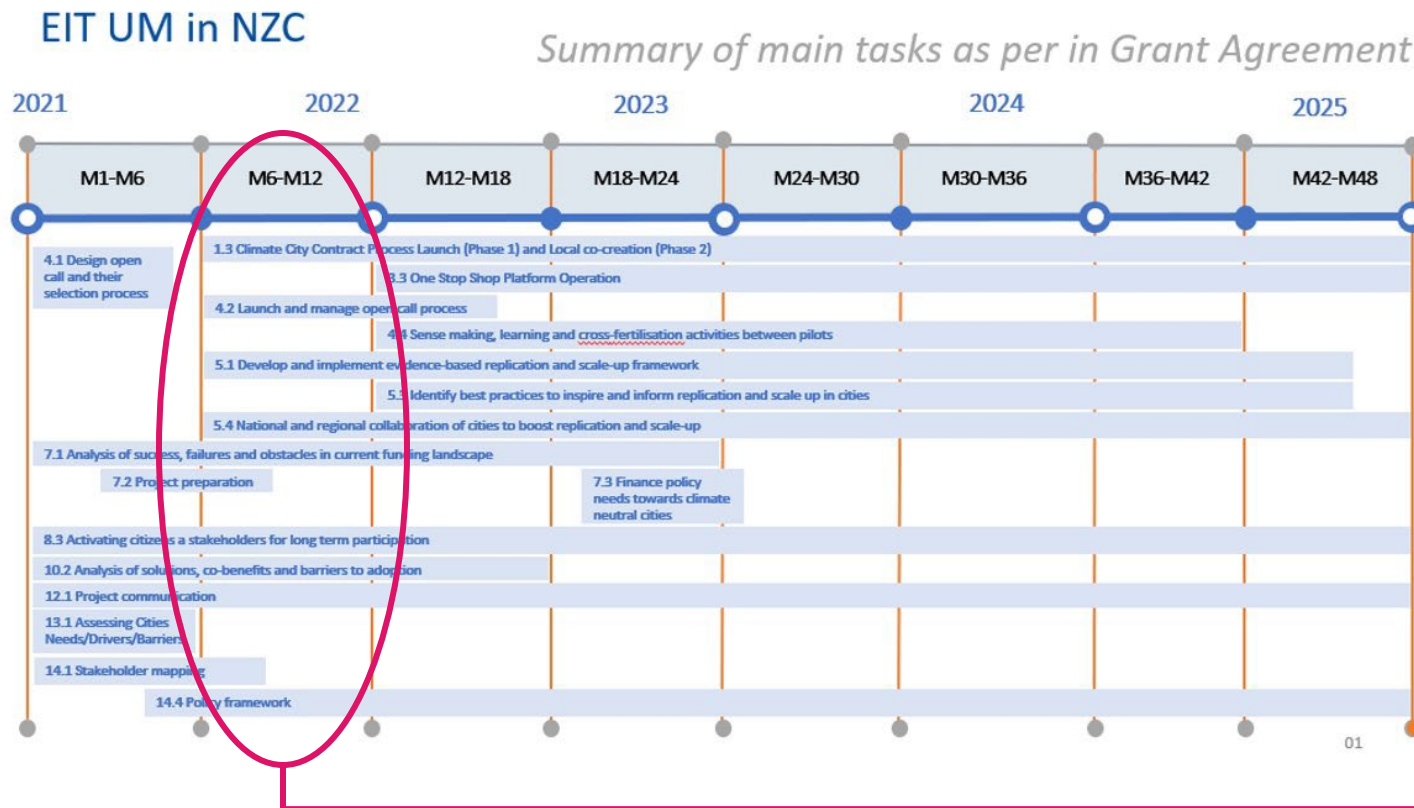 EIT UM in NZC
Summary of main tasks as per in Grant Agreement
2021
2022
2023
2024
2025
M1-M6
M6-M12
M12-M18
M18-M24
M24-M30
M30-M36
M36-M42
M42-M48
4.1 Design open
call and their
selection process
1.3 Climate City Contract Process Launch (Phase 1) and Local co-creation (Phase 2)
3.3 One Stop Shop Platform Operation
4.2 Launch and manage open call process
4.4 Sense making, learning and cross-fertilisation activities between pilots
5.1 Develop and implement evidence-based replication and scale-up framework
5.3 Identify best practices to inspire and inform replication and scale up in cities
5.4 National and regional collaboration of cities to boost replication and scale-up
7.1 Analysis of success, failures and obstacles in current funding landscape
7.2 Project preparation
7.3 Finance policy
needs towards climate
neutral cities
8.3 Activating citizens a stakeholders for long term participation
10.2 Analysis of solutions, co-benefits and barriers to adoption
12.1 Project communication
13.1 Assessing Cities
Needs/Drivers/Barriers
14.1 Stakeholder mapping
14.4 Policy framework
01